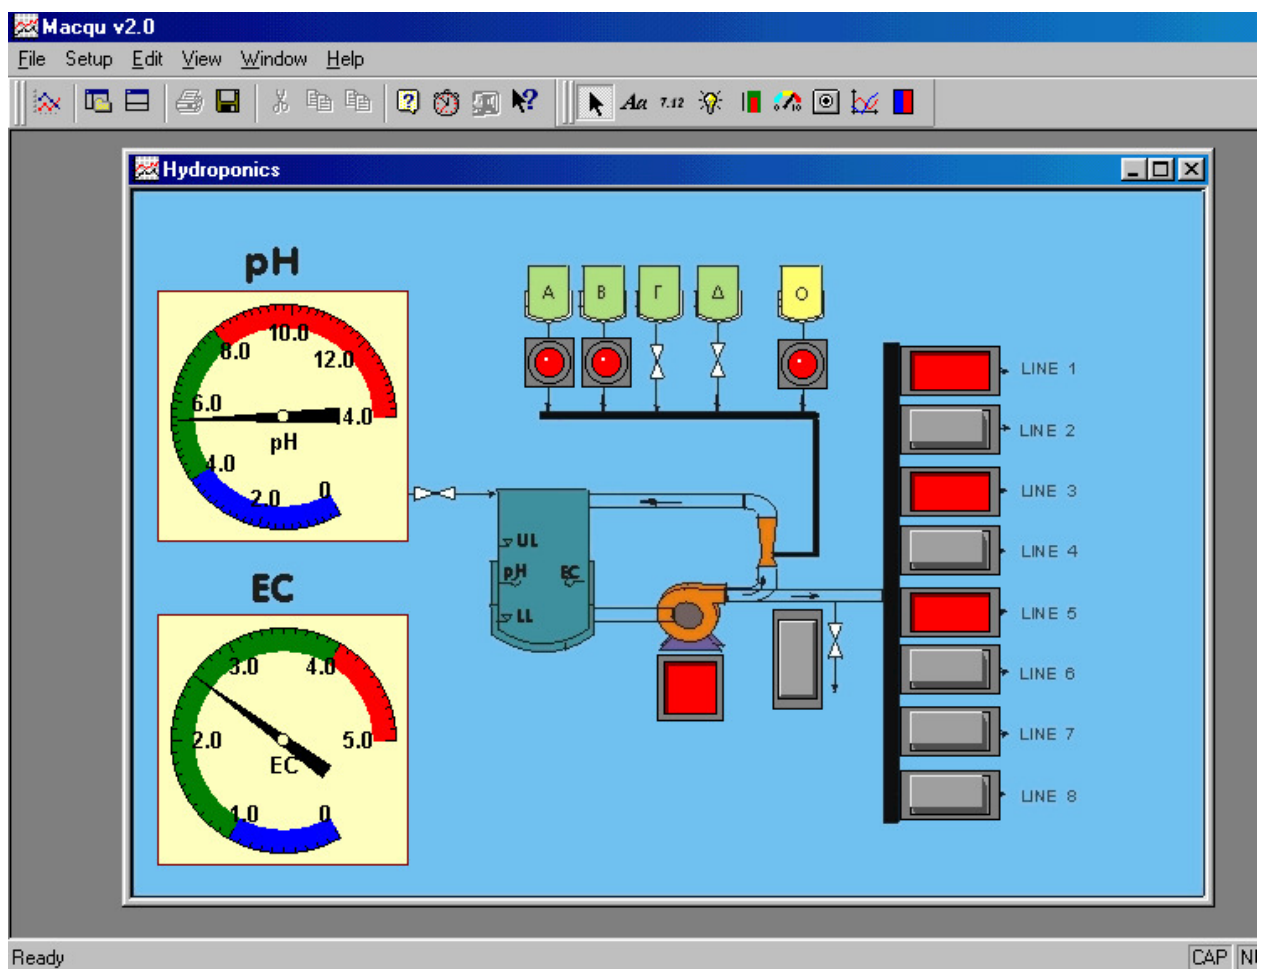 Macqu v2.0
File Setup Edit View Window Help
Aa 7.12
Hydroponics
pH
10.0
8.0
12.0
6.0
14.0
pH
4.0
2.0
0
EC
3.0
4.0
2.0
5.0
EC
1.0
0
Α Β Γ Δ Ο
UL
pH EC
LL
LINE 1
LINE 2
LINE 3
LINE 4
LINE 5
LINE 6
LINE 7
LINE 8
Ready
CAP